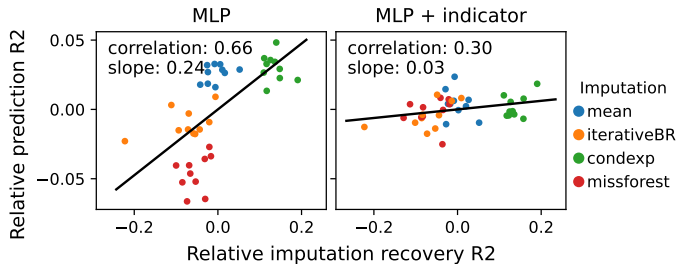 MLP
MLP + indicator
Relative prediction R2
0.05
0.00
−0.05
correlation: 0.66
slope: 0.24
correlation: 0.30
slope: 0.03
−0.2
0.0
0.2
−0.2
0.0
0.2
Relative imputation recovery R2
Imputation
mean
iterativeBR
condexp
missforest